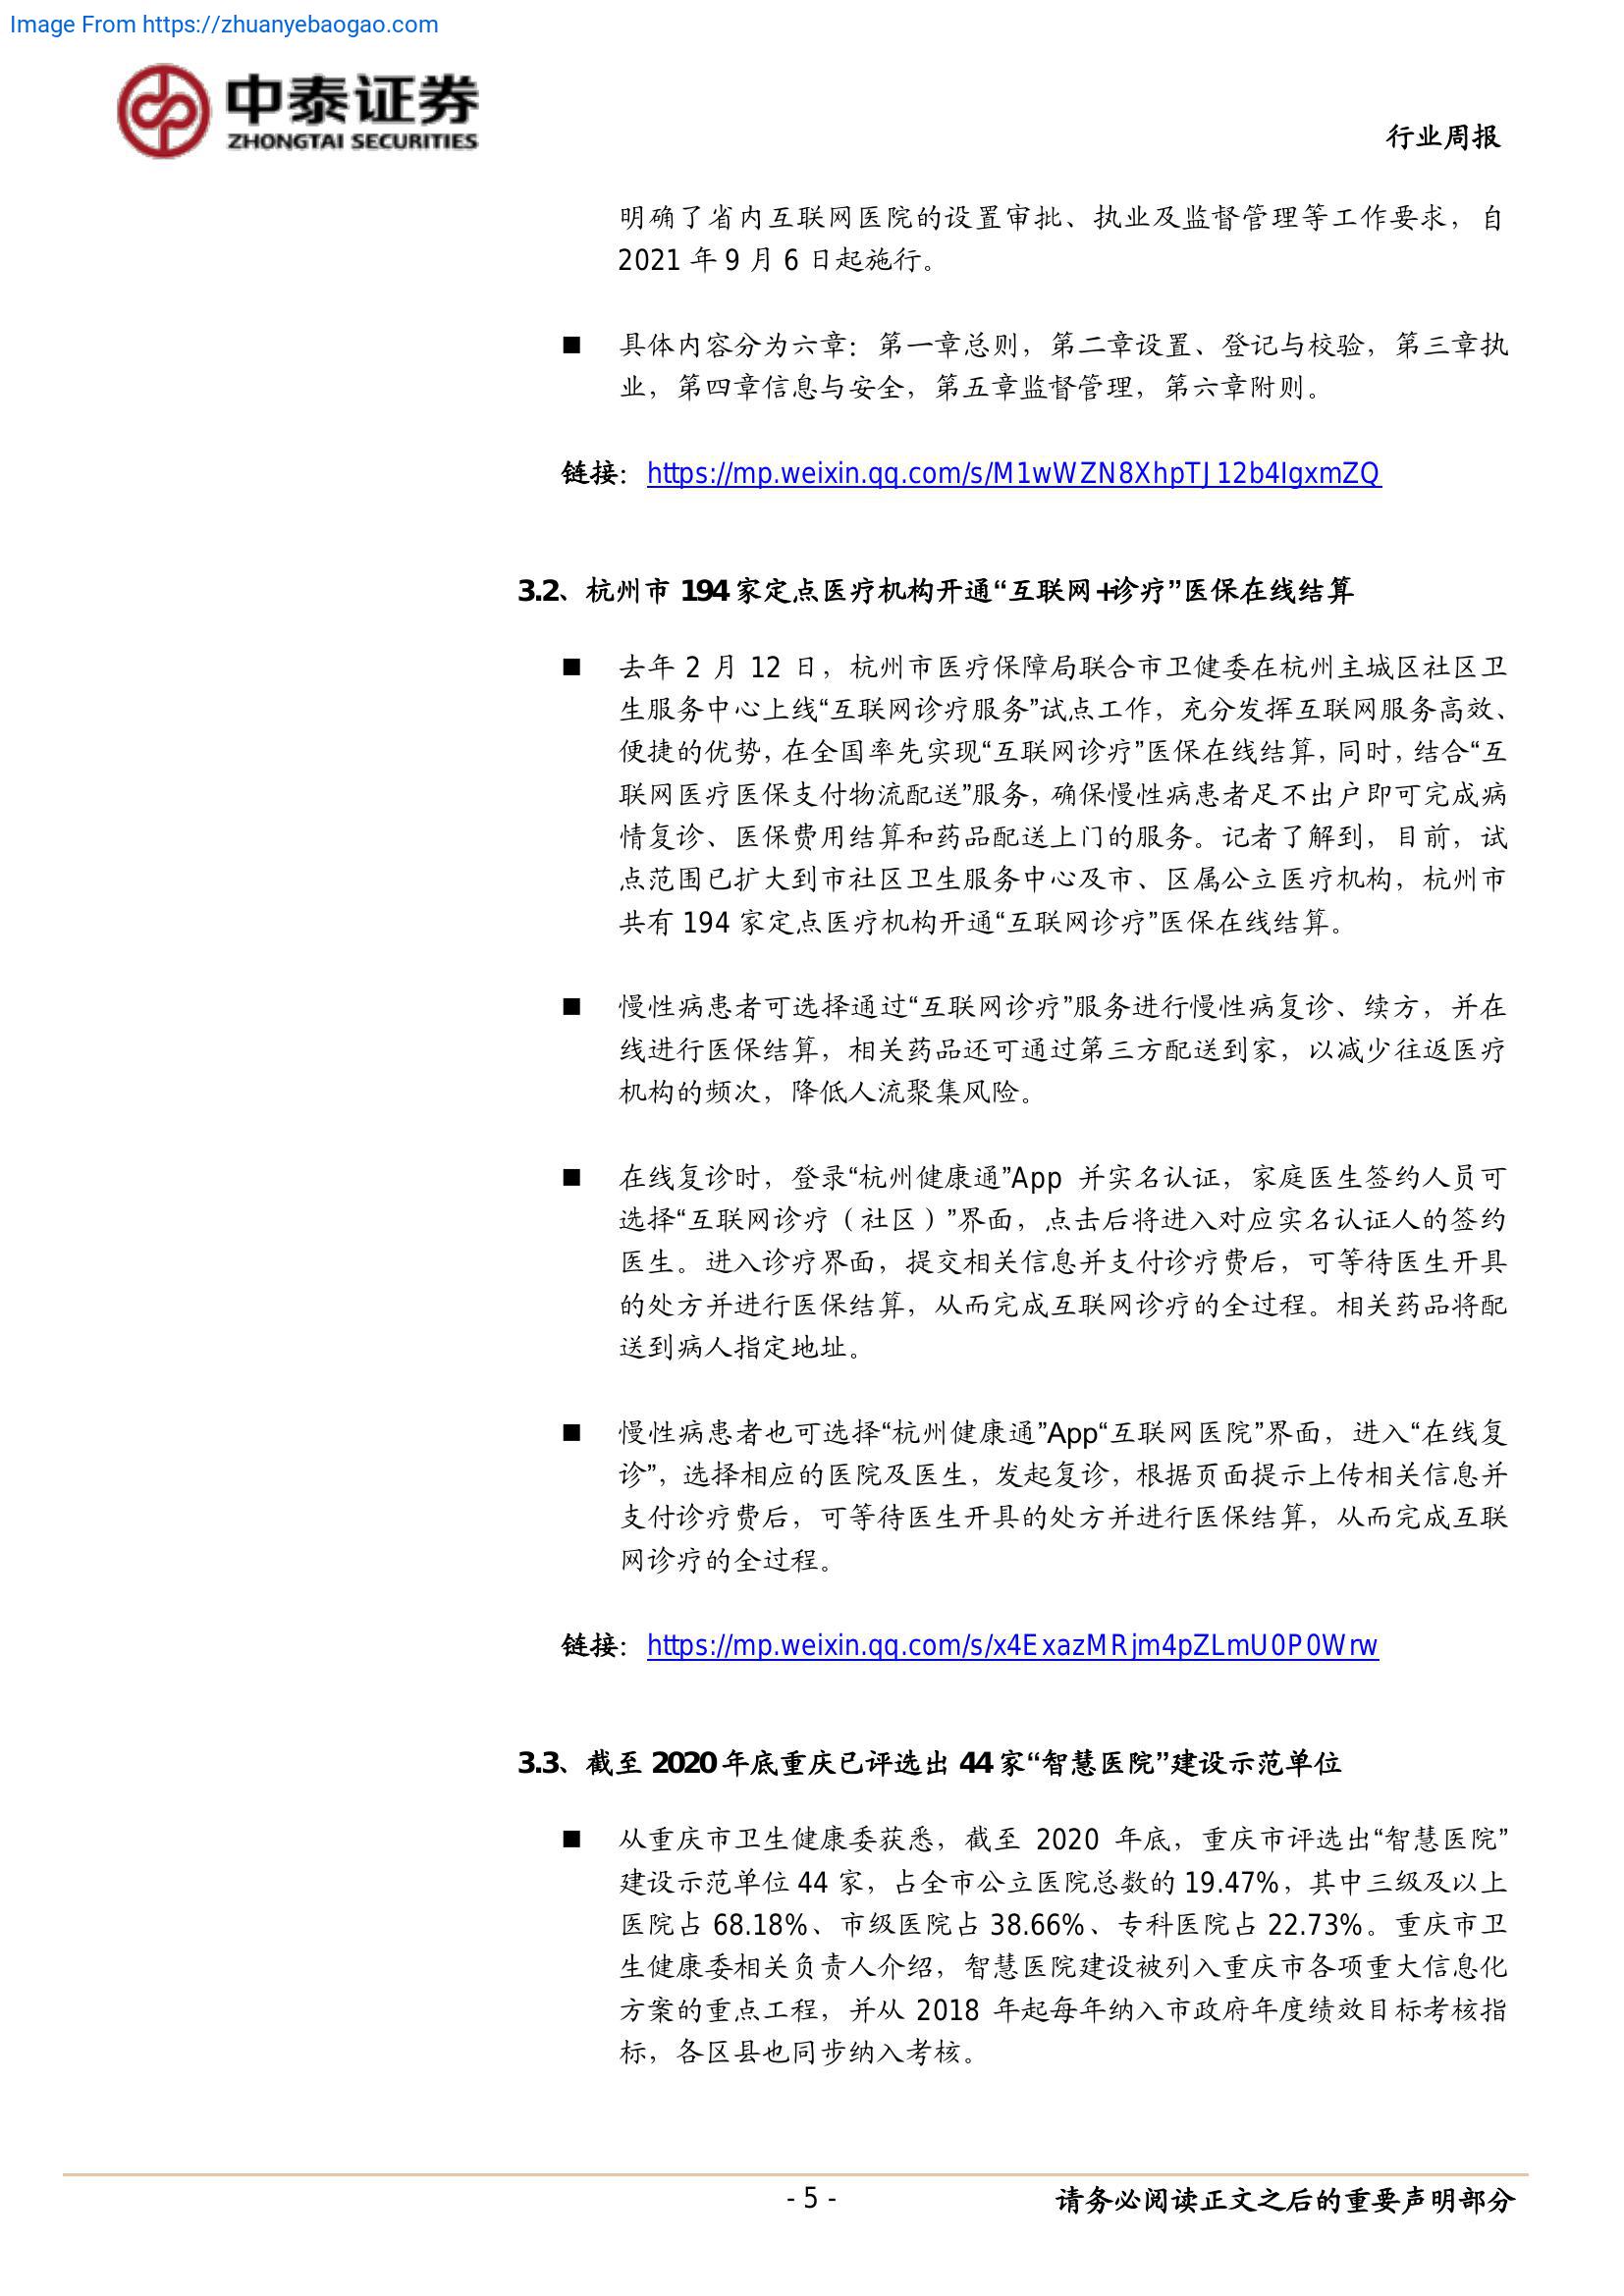 Image From https://zhuanyebaogao.com
中泰证券
ZHONGTAI SECURITIES
行业周报
明确了省内互联网医院的设置审批、执业及监督管理等工作要求，自
2021 年 9 月 6 日起施行。
■ 具体内容分为六章：第一章总则，第二章设置、登记与校验，第三章执
业，第四章信息与安全，第五章监督管理，第六章附则。
链接：https://mp.weixin.qq.com/s/M1wWZN8XhpTJ12b4IgxmZQ
3.2、杭州市 194 家定点医疗机构开通“互联网+诊疗”医保在线结算
■ 去年 2 月 12 日，杭州市医疗保障局联合市卫健委在杭州主城区社区卫
生服务中心上线“互联网诊疗服务”试点工作，充分发挥互联网服务高效、
便捷的优势，在全国率先实现“互联网诊疗”医保在线结算，同时，结合“互
联网医疗医保支付物流配送”服务，确保慢性病患者足不出户即可完成病
情复诊、医保费用结算和药品配送上门的服务。记者了解到，目前，试
点范围已扩大到市社区卫生服务中心及市、区属公立医疗机构，杭州市
共有 194 家定点医疗机构开通“互联网诊疗”医保在线结算。
■ 慢性病患者可选择通过“互联网诊疗”服务进行慢性病复诊、续方，并在
线进行医保结算，相关药品还可通过第三方配送到家，以减少往返医疗
机构的频次，降低人流聚集风险。
■ 在线复诊时，登录“杭州健康通”App 并实名认证，家庭医生签约人员可
选择“互联网诊疗（社区）”界面，点击后将进入对应实名认证人的签约
医生。进入诊疗界面，提交相关信息并支付诊疗费后，可等待医生开具
的处方并进行医保结算，从而完成互联网诊疗的全过程。相关药品将配
送到病人指定地址。
■ 慢性病患者也可选择“杭州健康通”App“互联网医院”界面，进入“在线复
诊”，选择相应的医院及医生，发起复诊，根据页面提示上传相关信息并
支付诊疗费后，可等待医生开具的处方并进行医保结算，从而完成互联
网诊疗的全过程。
链接：https://mp.weixin.qq.com/s/x4ExazMRjm4pZLmU0P0Wrw
3.3、截至 2020 年底重庆已评选出 44 家“智慧医院”建设示范单位
■ 从重庆市卫生健康委获悉，截至 2020 年底，重庆市评选出“智慧医院”
建设示范单位 44 家，占全市公立医院总数的 19.47%，其中三级及以上
医院占 68.18%、市级医院占 38.66%、专科医院占 22.73%。重庆市卫
生健康委相关负责人介绍，智慧医院建设被列入重庆市各项重大信息化
方案的重点工程，并从 2018 年起每年纳入市政府年度绩效目标考核指
标，各区县也同步纳入考核。
- 5 -
请务必阅读正文之后的重要声明部分